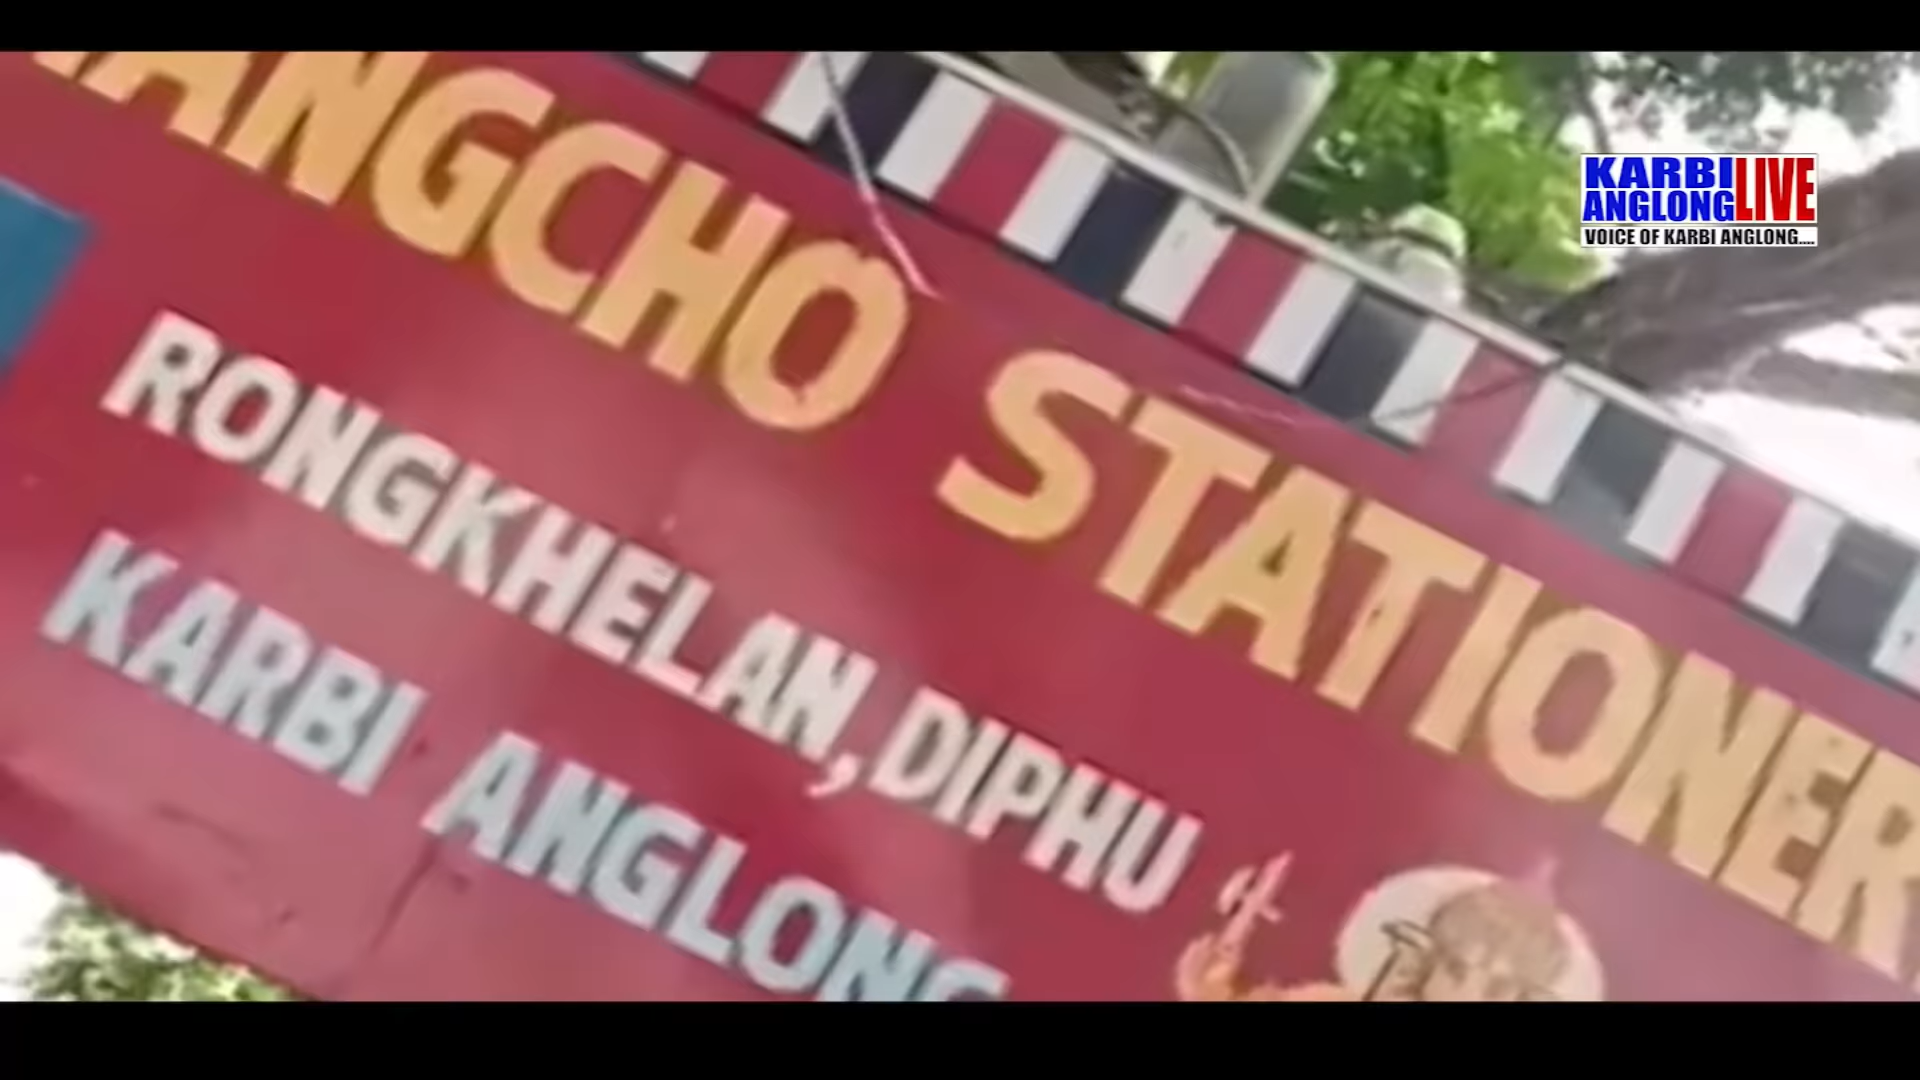 ANGCHO STATIONER
RONGKHELAN, DIPHU
KARBI ANGLONG
KARBI
ANGLONG LIVE
VOICE OF KARBI ANGLONG....